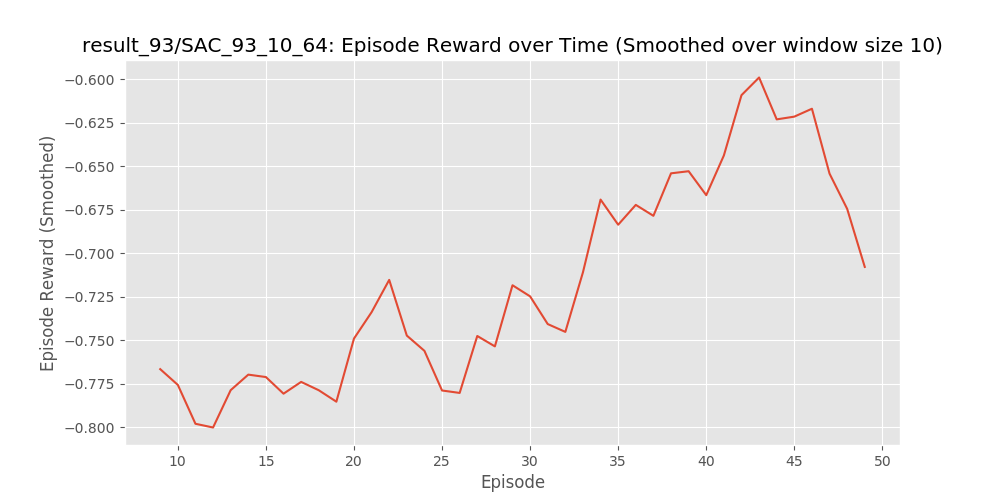 result_93/SAC_93_10_64: Episode Reward over Time (Smoothed over window size 10)
Episode Reward (Smoothed)
−0.600
−0.625
−0.650
−0.675
−0.700
−0.725
−0.750
−0.775
−0.800
10 15 20 25 30 35 40 45 50
Episode